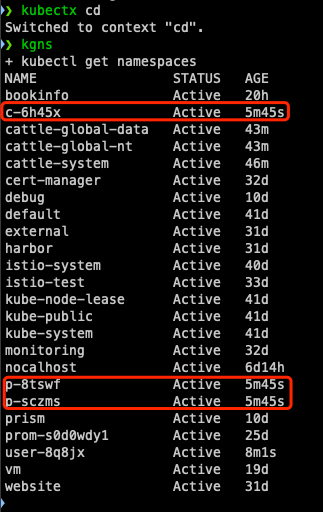 ❯ kubectx cd
Switched to context "cd".
❯ kgns
+ kubectl get namespaces
NAME STATUS AGE
bookinfo Active 20h
c-6h45x Active 5m45s
cattle-global-data Active 43m
cattle-global-nt Active 43m
cattle-system Active 46m
cert-manager Active 32d
debug Active 10d
default Active 41d
external Active 31d
harbor Active 31d
istio-system Active 40d
istio-test Active 33d
kube-node-lease Active 41d
kube-public Active 41d
kube-system Active 41d
monitoring Active 32d
nocalhost Active 6d14h
p-8tswf Active 5m45s
p-sczms Active 5m45s
prism Active 10d
prom-s0d0wdy1 Active 25d
user-8q8jx Active 8m1s
vm Active 19d
website Active 31d